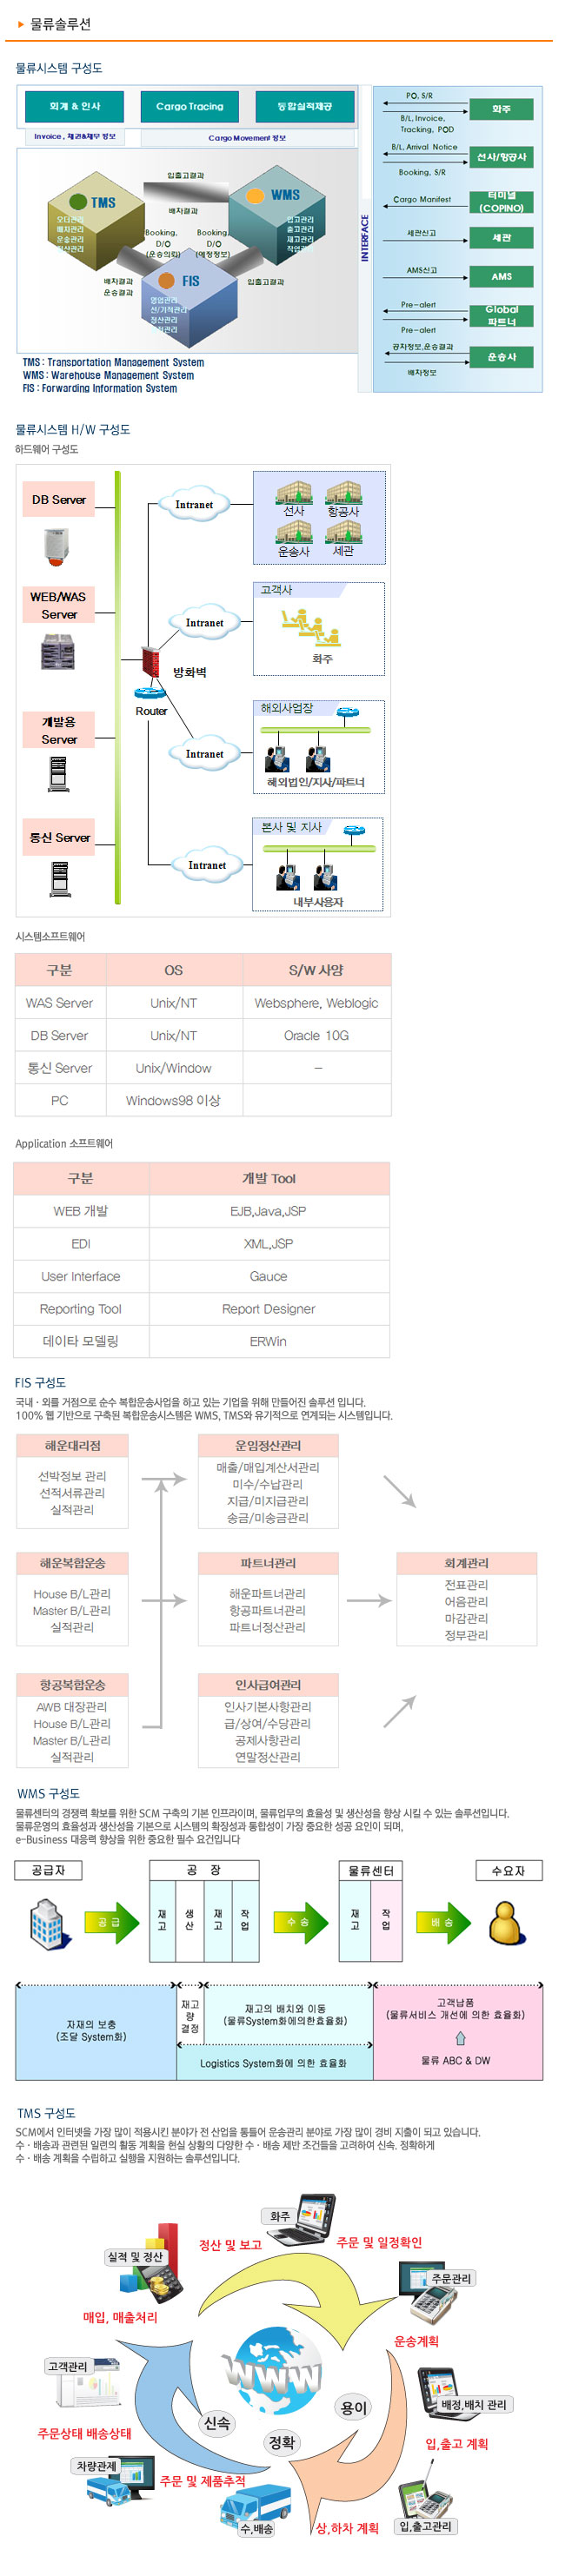 물류솔루션
물류시스템 구성도
회계 & 인사
Cargo Tracing
통합실적제공
Invoice, 채권&채무 정보
Cargo Movement 정보
TMS
오더관리
배차관리
운송관리
정산관리
WMS
입고관리
출고관리
재고관리
작업관리
입출고결과
배차결과
Booking,
D/O
(운송의뢰)
Booking,
D/O
(예정정보)
배차결과
운송결과
입출고결과
FIS
영업관리
선/기적관리
정산관리
INTERFACE
PO, S/R
B/L, Invoice,
Tracking, POD
화주
B/L, Arrival Notice
Booking, S/R
선사/항공사
Cargo Manifest
터미널
(COPINO)
세관신고
세관
AMS신고
AMS
Pre-alert
Pre-alert
Global
파트너
공차정보,운송결과
배차정보
운송사
TMS : Transportation Management System
WMS : Warehouse Management System
FIS : Forwarding Information System
물류시스템 H/W 구성도
하드웨어 구성도
DB Server
WEB/WAS
Server
개발용
Server
통신 Server
방화벽
Router
Intranet
선사
항공사
운송사
세관
Intranet
고객사
화주
Intranet
해외사업장
해외법인/지사/파트너
Intranet
본사 및 지사
내부사용자
시스템소프트웨어
구분 OS S/W 사양
WAS Server Unix/NT Websphere, Weblogic
DB Server Unix/NT Oracle 10G
통신 Server Unix/Window -
PC Windows98 이상
Application 소프트웨어
구분 개발 Tool
WEB 개발 EJB,Java,JSP
EDI XML,JSP
User Interface Gauce
Reporting Tool Report Designer
데이타 모델링 ERWin
FIS 구성도
국내 · 외를 거점으로 순수 복합운송사업을 하고 있는 기업을 위해 만들어진 솔루션 입니다.
100% 웹 기반으로 구축된 복합운송시스템은 WMS, TMS와 유기적으로 연계되는 시스템입니다.
해운대리점
선박정보 관리
선적서류관리
실적관리
운임정산관리
매출/매입계산서관리
미수/수납관리
지급/미지급관리
송금/미송금관리
해운복합운송
House B/L관리
Master B/L관리
실적관리
파트너관리
해운파트너관리
항공파트너관리
파트너정산관리
회계관리
전표관리
어음관리
마감관리
정부관리
항공복합운송
AWB 대장관리
House B/L관리
Master B/L관리
실적관리
인사급여관리
인사기본사항관리
급/상여/수당관리
공제사항관리
연말정산관리
WMS 구성도
물류센터의 경쟁력 확보를 위한 SCM 구축의 기본 인프라이며, 물류업무의 효율성 및 생산성을 향상 시킬 수 있는 솔루션입니다.
물류운영의 효율성과 생산성을 기본으로 시스템의 확장성과 통합성이 가장 중요한 성공 요인이 되며,
e-Business 대응력 향상을 위한 중요한 필수 요건입니다
공급자
공 장
물류센터
수요자
공 급
재고
생산
재고
작업
수 송
재고
작업
배 송
자재의 보충
(조달 System화)
재고
량
결정
재고의 배치와 이동
(물류System화에의한효율화)
Logistics System화에 의한 효율화
고객납품
(물류서비스 개선에 의한 효율화)
물류 ABC & DW
TMS 구성도
SCM에서 인터넷을 가장 많이 적용시킨 분야가 전 산업을 통틀어 운송관리 분야로 가장 많이 경비 지출이 되고 있습니다.
수 · 배송과 관련된 일련의 활동 계획을 현실 상황의 다양한 수 · 배송 제반 조건들을 고려하여 신속. 정확하게
수 · 배송 계획을 수립하고 실행을 지원하는 솔루션입니다.
화주
정산 및 보고
주문 및 일정확인
실적 및 정산
주문관리
매입, 매출처리
운송계획
고객관리
WWW
배정,배치 관리
용이
신속
정확
주문상태 배송상태
입,출고 계획
차량관제
주문 및 제품추적
수,배송
상,하차 계획
입,출고관리